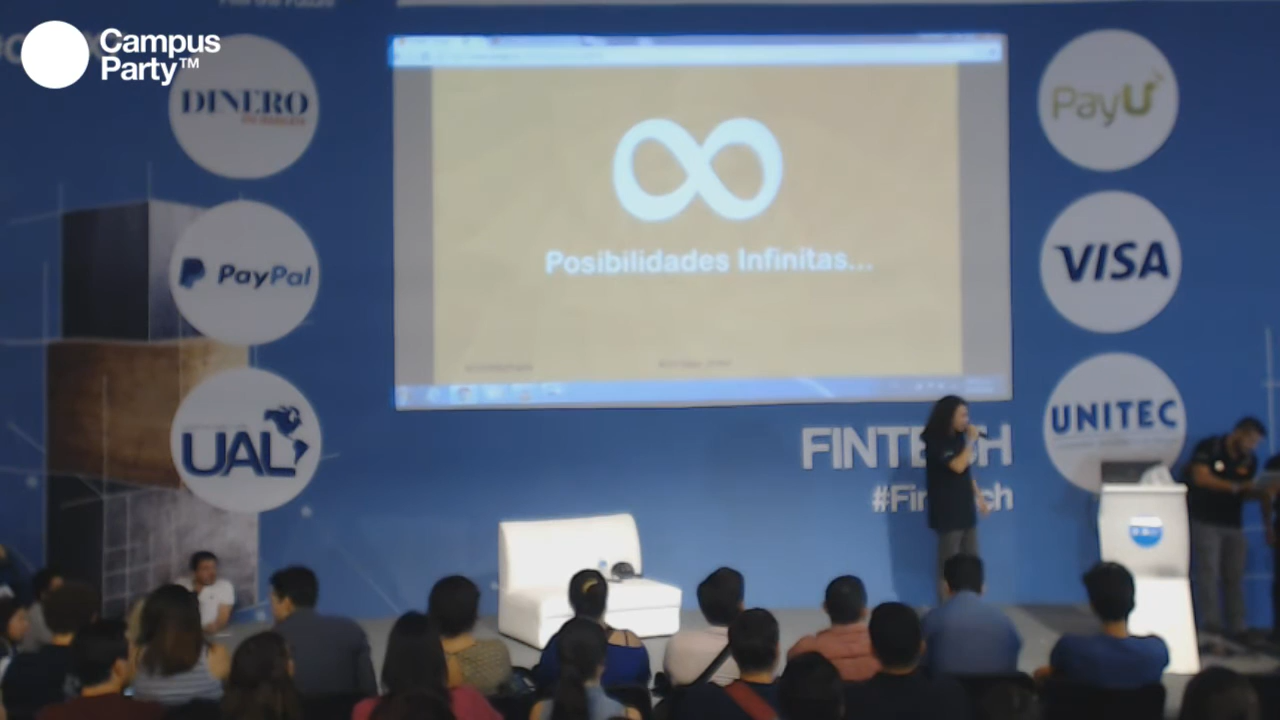 Campus
Party™
DINERO
PayPal
UAL
Posibilidades Infinitas...
PayU
VISA
UNITEC
FINTECH
#FinTech